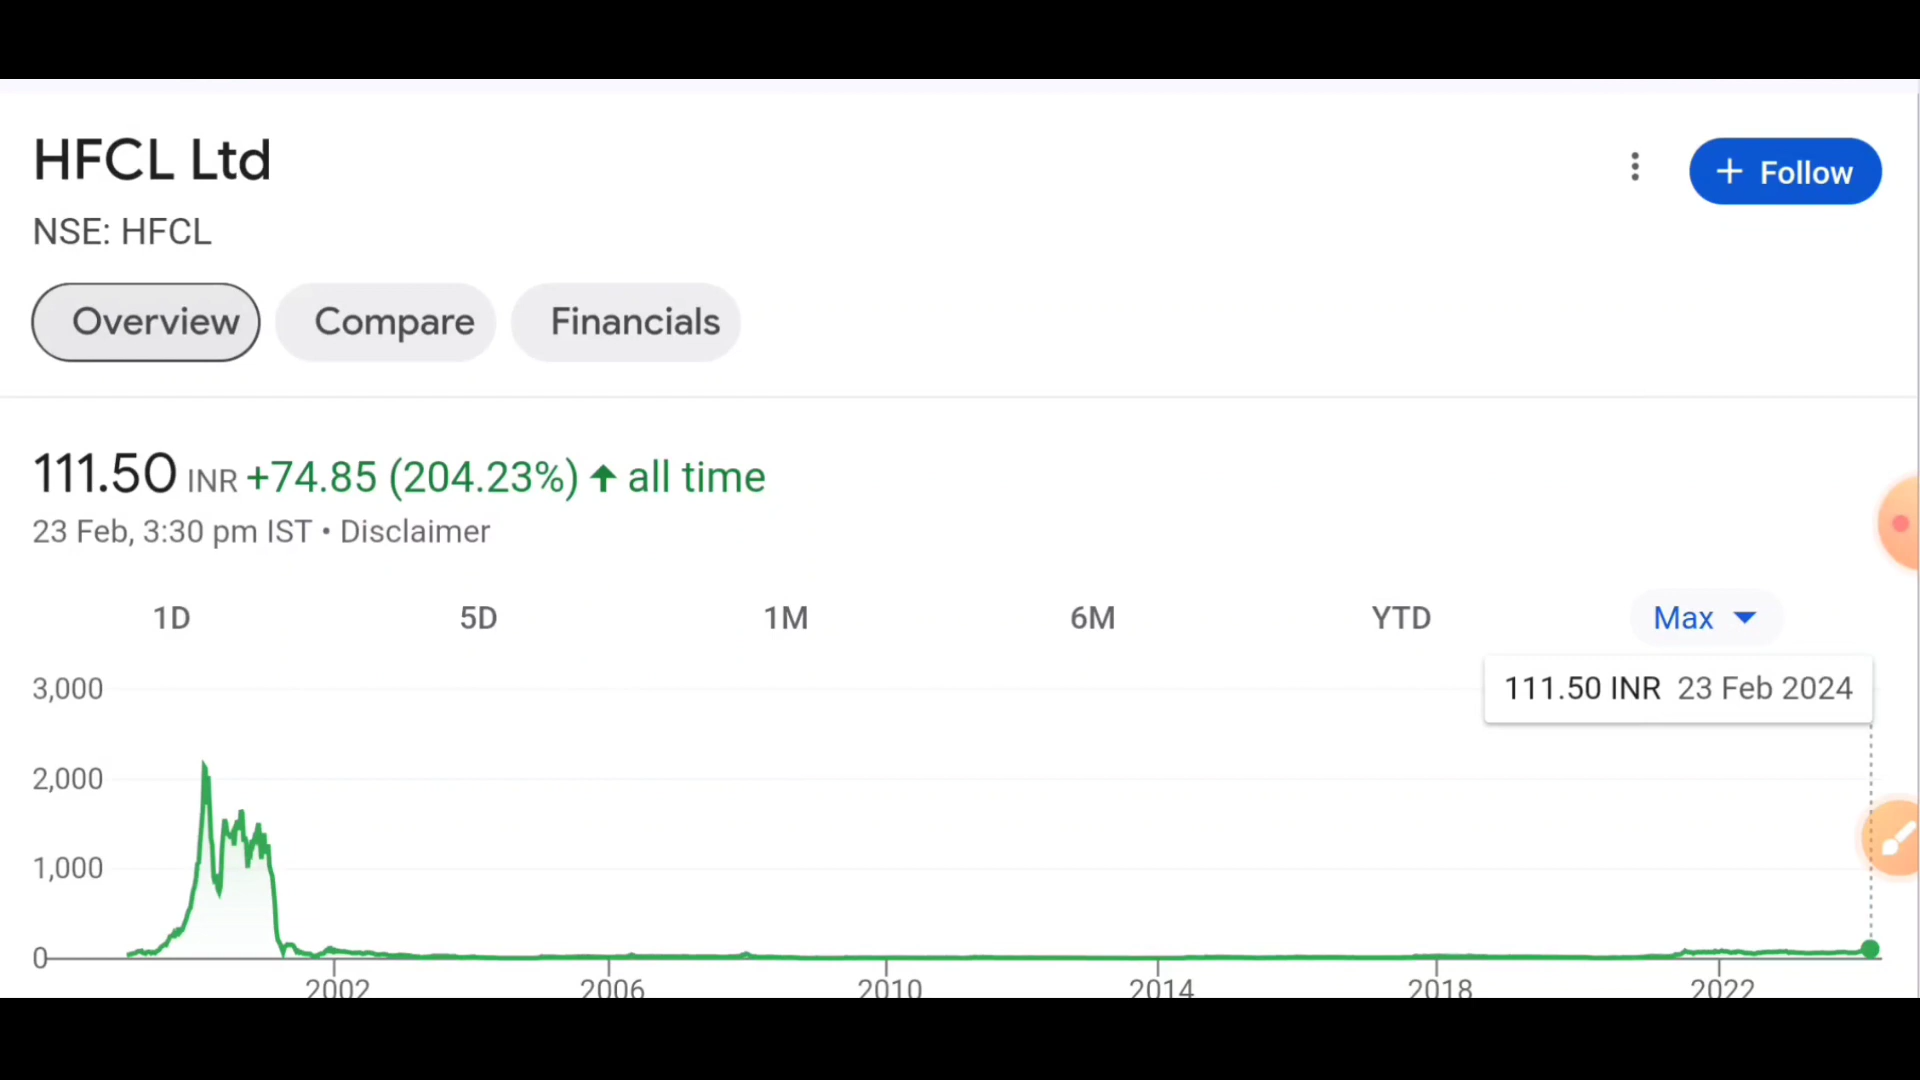 HFCL Ltd
+ Follow
NSE: HFCL
Overview Compare Financials
111.50 INR +74.85 (204.23%) ↑ all time
23 Feb, 3:30 pm IST • Disclaimer
1D 5D 1M 6M YTD Max
111.50 INR 23 Feb 2024
3,000
2,000
1,000
0
2002 2006 2010 2014 2018 2022